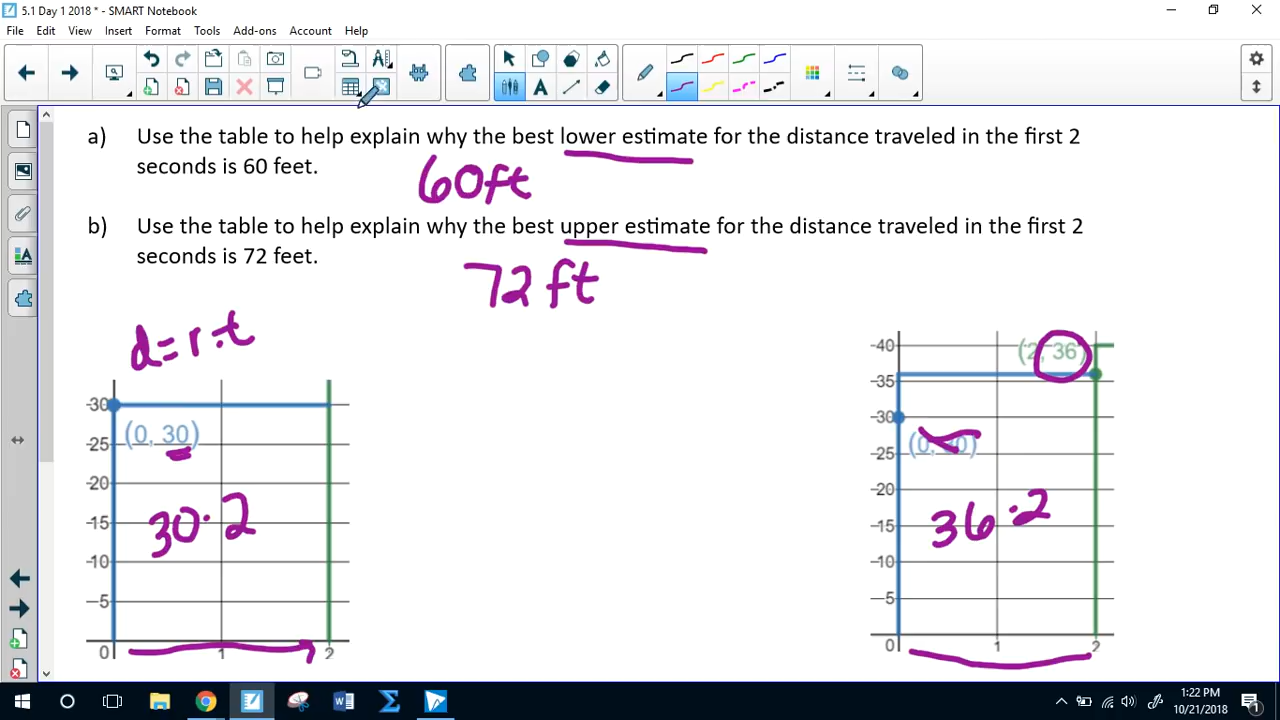 5.1 Day 1 2018 * - SMART Notebook
File Edit View Insert Format Tools Add-ons Account Help
a) Use the table to help explain why the best lower estimate for the distance traveled in the first 2
seconds is 60 feet.
60ft
b) Use the table to help explain why the best upper estimate for the distance traveled in the first 2
seconds is 72 feet.
72 ft
d=r·t
30
(0, 30)
25
20
30·2
15
10
5
0 1 2
40
(2, 36)
35
30
(0, 30)
25
20
36·2
15
10
5
0 1 2
1:22 PM
10/21/2018
1